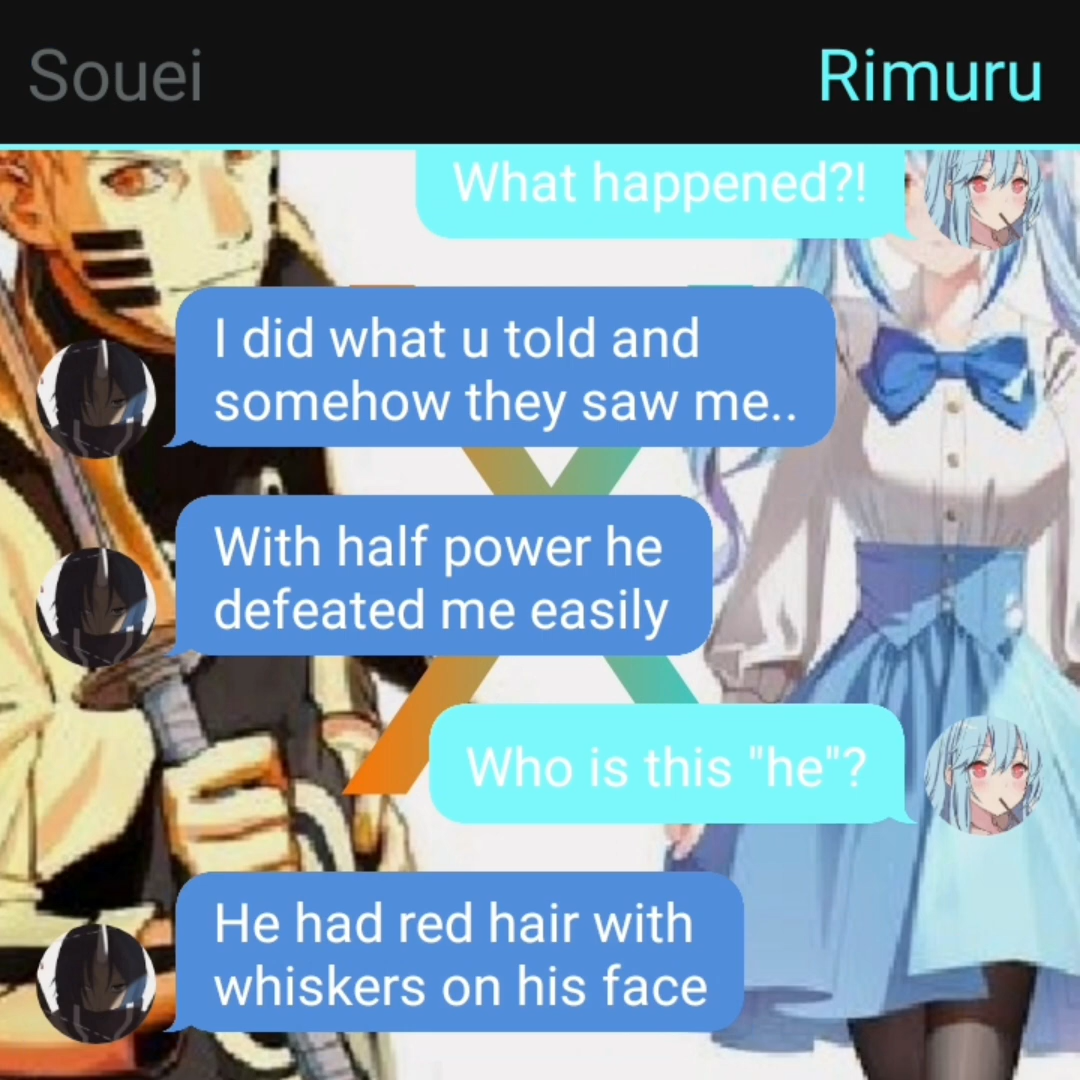 Souei
Rimuru
What happened?!
I did what u told and
somehow they saw me..
With half power he
defeated me easily
Who is this "he"?
He had red hair with
whiskers on his face